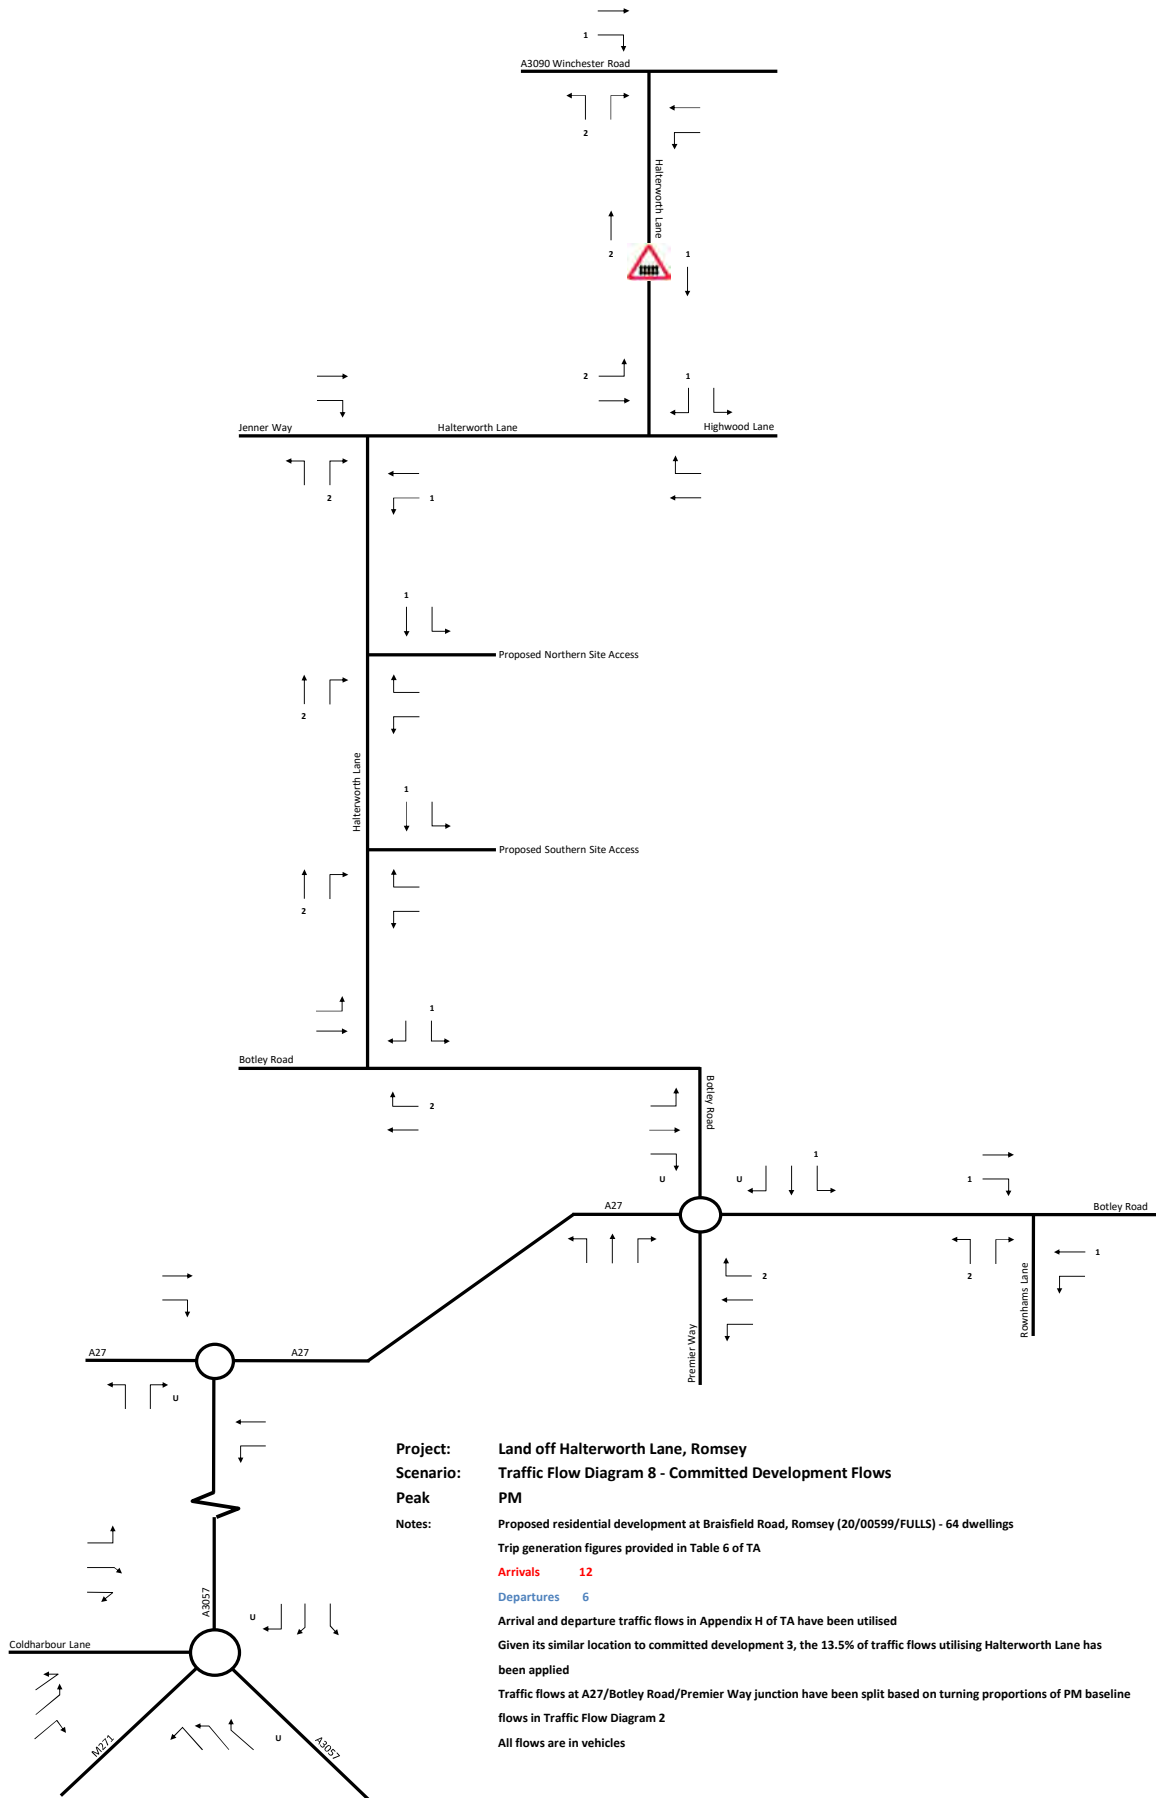 1
A3090 Winchester Road
2
Halterworth Lane
2
1
2
1
Jenner Way
Halterworth Lane
Highwood Lane
2
1
1
Proposed Northern Site Access
2
Halterworth Lane
1
Proposed Southern Site Access
2
1
Botley Road
2
Botley Road
1
U
U
1
A27
Botley Road
2
1
2
Rownhams Lane
Premier Way
A27
A27
U
Project: Land off Halterworth Lane, Romsey
Scenario: Traffic Flow Diagram 8 - Committed Development Flows
Peak PM
Notes: Proposed residential development at Braisfield Road, Romsey (20/00599/FULLS) - 64 dwellings
Trip generation figures provided in Table 6 of TA
Arrivals 12
Departures 6
Arrival and departure traffic flows in Appendix H of TA have been utilised
Given its similar location to committed development 3, the 13.5% of traffic flows utilising Halterworth Lane has
been applied
Traffic flows at A27/Botley Road/Premier Way junction have been split based on turning proportions of PM baseline
flows in Traffic Flow Diagram 2
All flows are in vehicles
A3057
U
Coldharbour Lane
M271
U
A3057